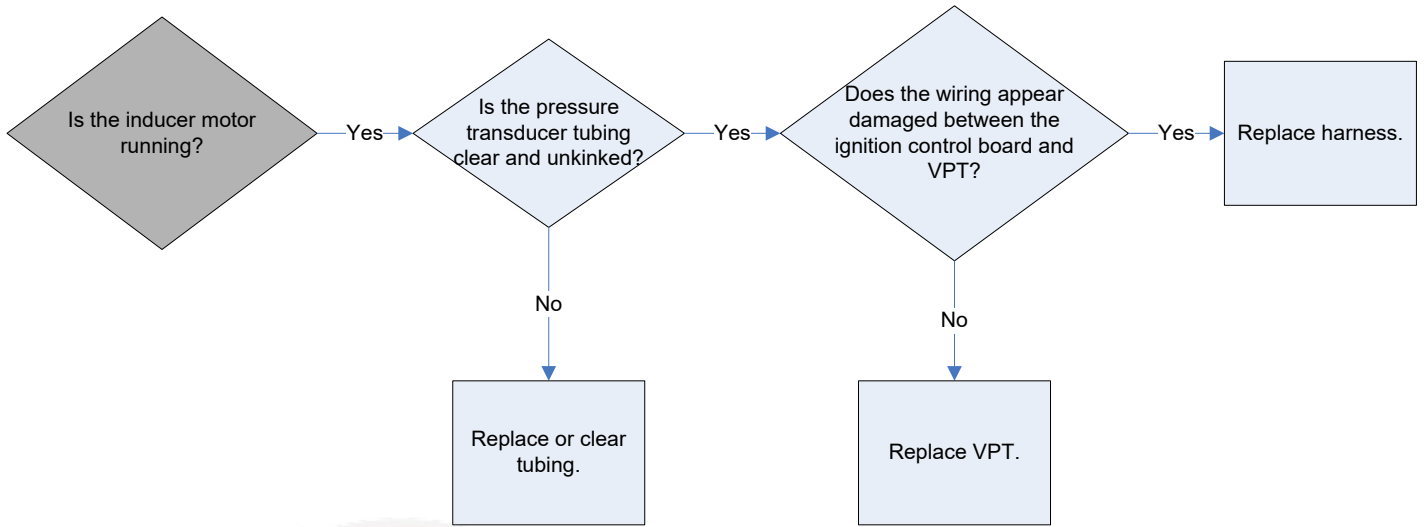 Is the inducer motor
running?
Yes
Is the pressure
transducer tubing
clear and unkinked?
Yes
Does the wiring appear
damaged between the
ignition control board and
VPT?
Yes
Replace harness.
No
No
Replace or clear
tubing.
Replace VPT.